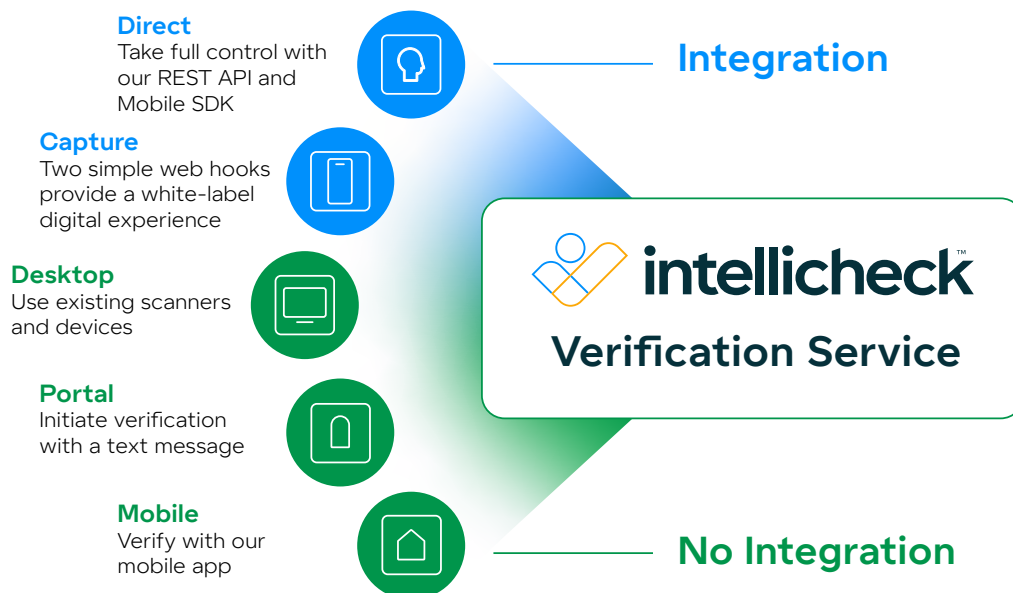 Direct
Take full control with
our REST API and
Mobile SDK
Integration
Capture
Two simple web hooks
provide a white-label
digital experience
intellicheck™
Verification Service
Desktop
Use existing scanners
and devices
Portal
Initiate verification
with a text message
Mobile
Verify with our
mobile app
No Integration